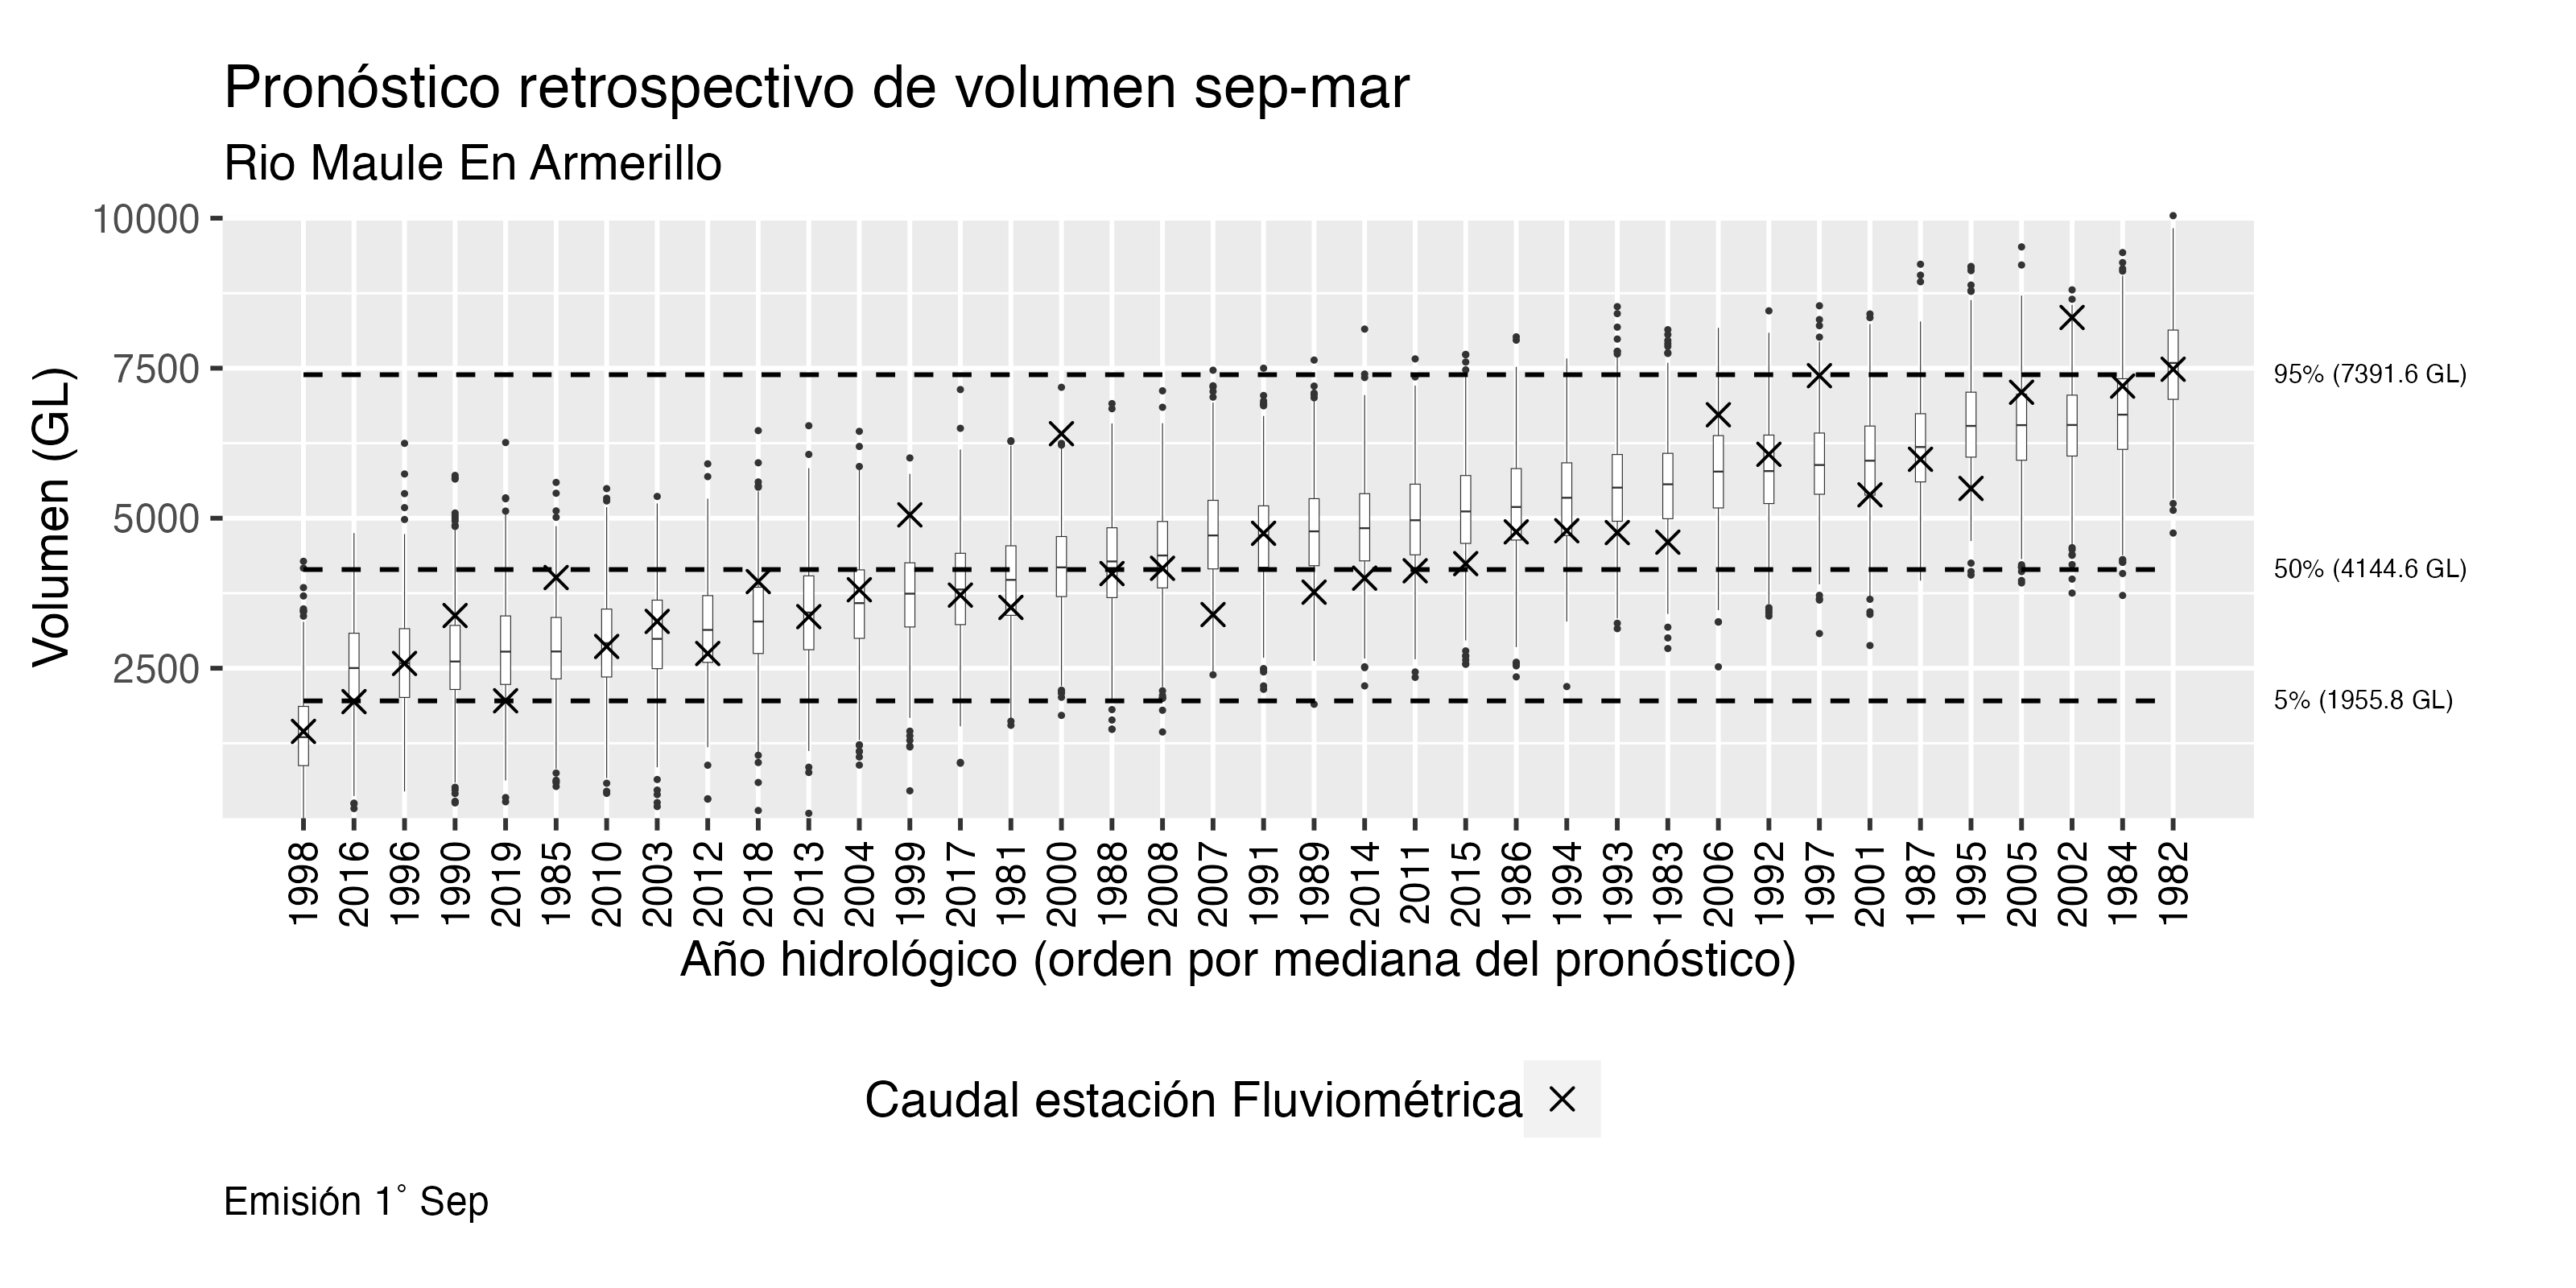 Pronóstico retrospectivo de volumen sep-mar
Rio Maule En Armerillo
Volumen (GL)
10000
7500
5000
2500
95% (7391.6 GL)
50% (4144.6 GL)
5% (1955.8 GL)
1998 2016 1996 1990 2019 1985 2010 2003 2012 2018 2013 2004 1999 2017 1981 2000 1988 2008 2007 1991 1989 2014 2011 2015 1986 1994 1993 1983 2006 1992 1997 2001 1987 1995 2005 2002 1984 1982
Año hidrológico (orden por mediana del pronóstico)
Caudal estación Fluviométrica
Emisión 1° Sep